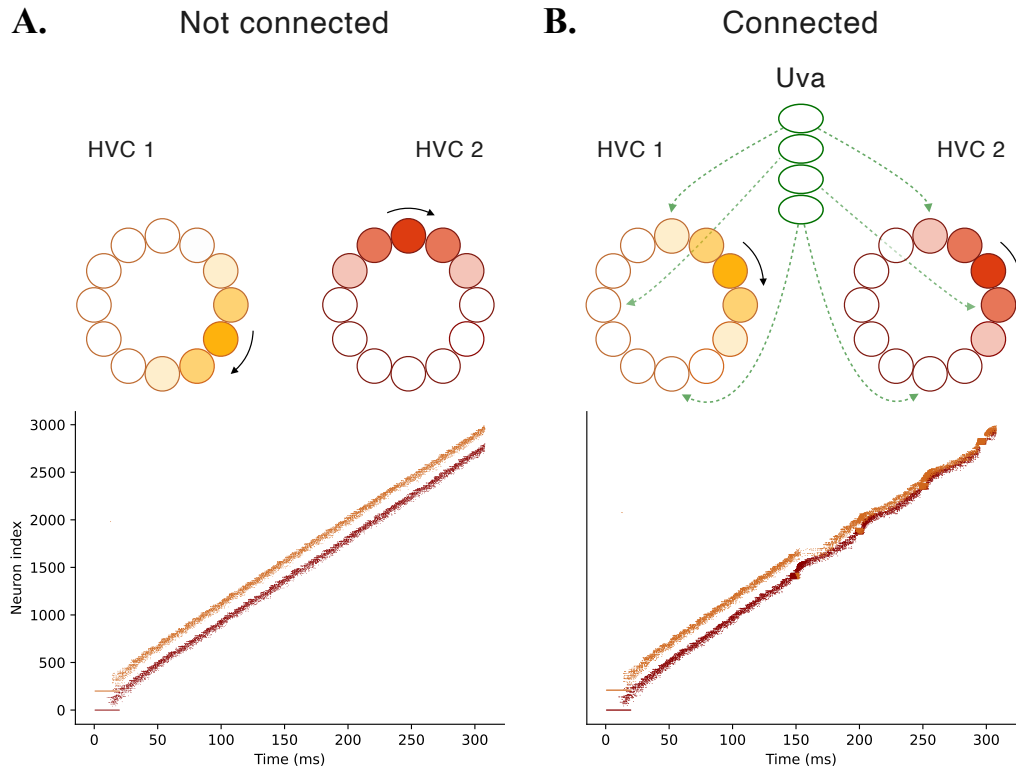 A.
Not connected
HVC 1
HVC 2
Neuron index
3000
2500
2000
1500
1000
500
0
0 50 100 150 200 250 300
Time (ms)
B.
Connected
Uva
HVC 1
HVC 2
0 50 100 150 200 250 300
Time (ms)